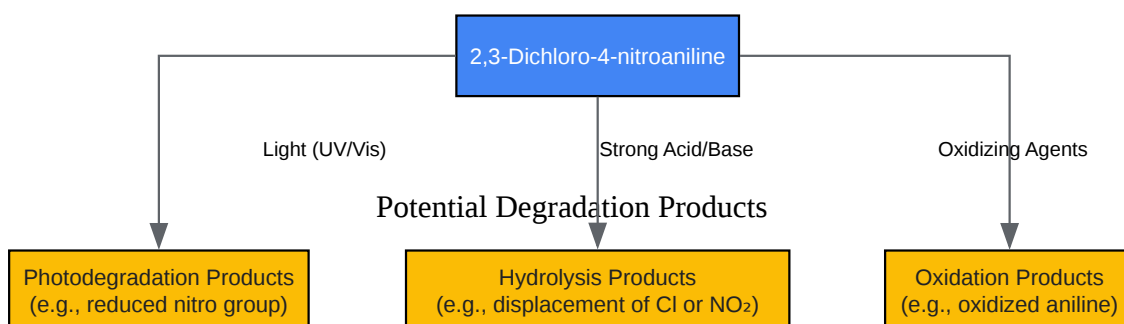 2,3-Dichloro-4-nitroaniline
Light (UV/Vis)
Strong Acid/Base
Oxidizing Agents
Potential Degradation Products
Photodegradation Products
(e.g., reduced nitro group)
Hydrolysis Products
(e.g., displacement of Cl or NO₂)
Oxidation Products
(e.g., oxidized aniline)